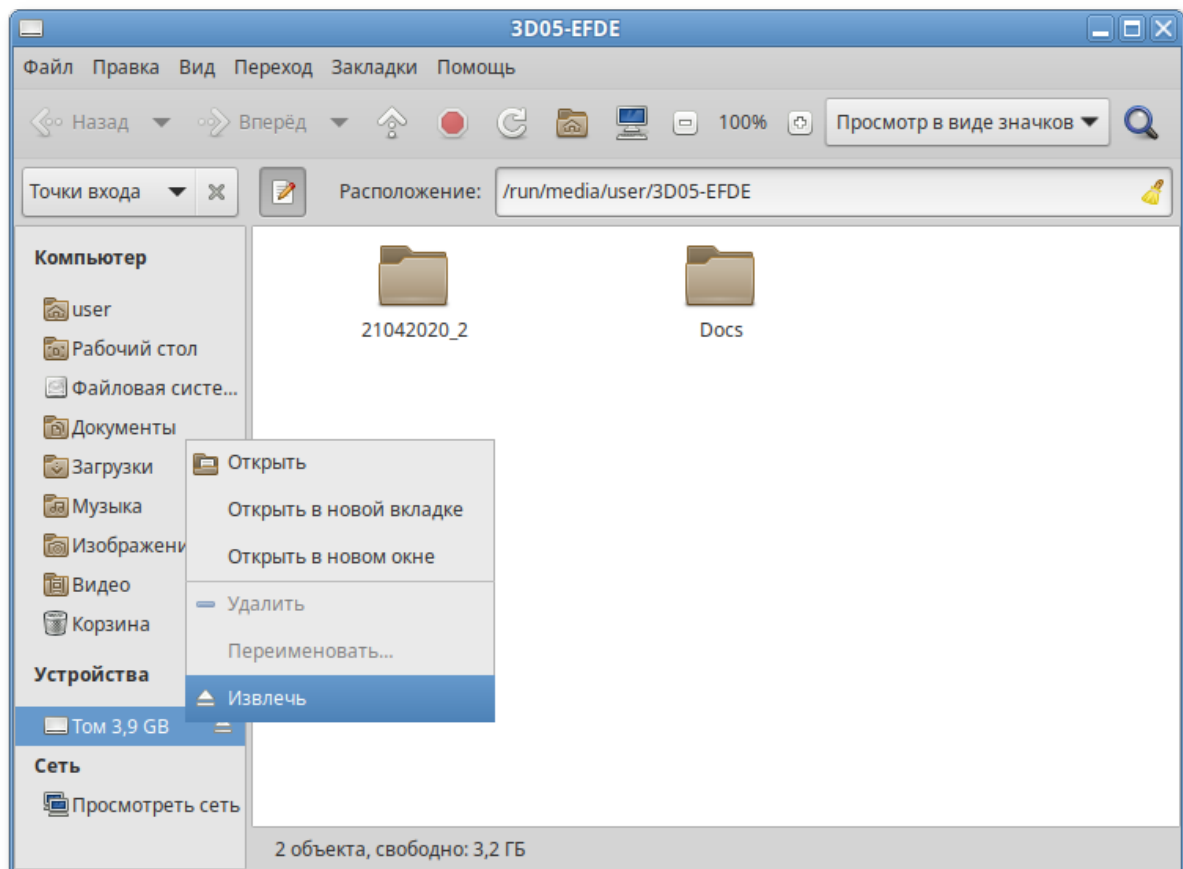 3D05-EFDE
Файл Правка Вид Переход Закладки Помощь
Назад Вперёд 100% Просмотр в виде значков
Точки входа Расположение: /run/media/user/3D05-EFDE
Компьютер
user
Рабочий стол
Файловая систе...
Документы
Загрузки
Музыка
Изображени
Видео
Корзина
Устройства
Том 3,9 GB
Сеть
Просмотреть сеть
21042020_2 Docs
Открыть
Открыть в новой вкладке
Открыть в новом окне
Удалить
Переименовать...
Извлечь
2 объекта, свободно: 3,2 ГБ